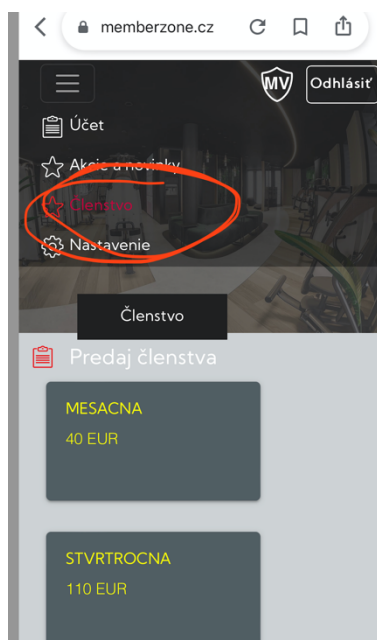 memberzone.cz
MV
Odhlásiť
Účet
Akcie a novinky
Členstvo
Nastavenie
Členstvo
Predaj členstva
MESACNA
40 EUR
STVRTROCNA
110 EUR